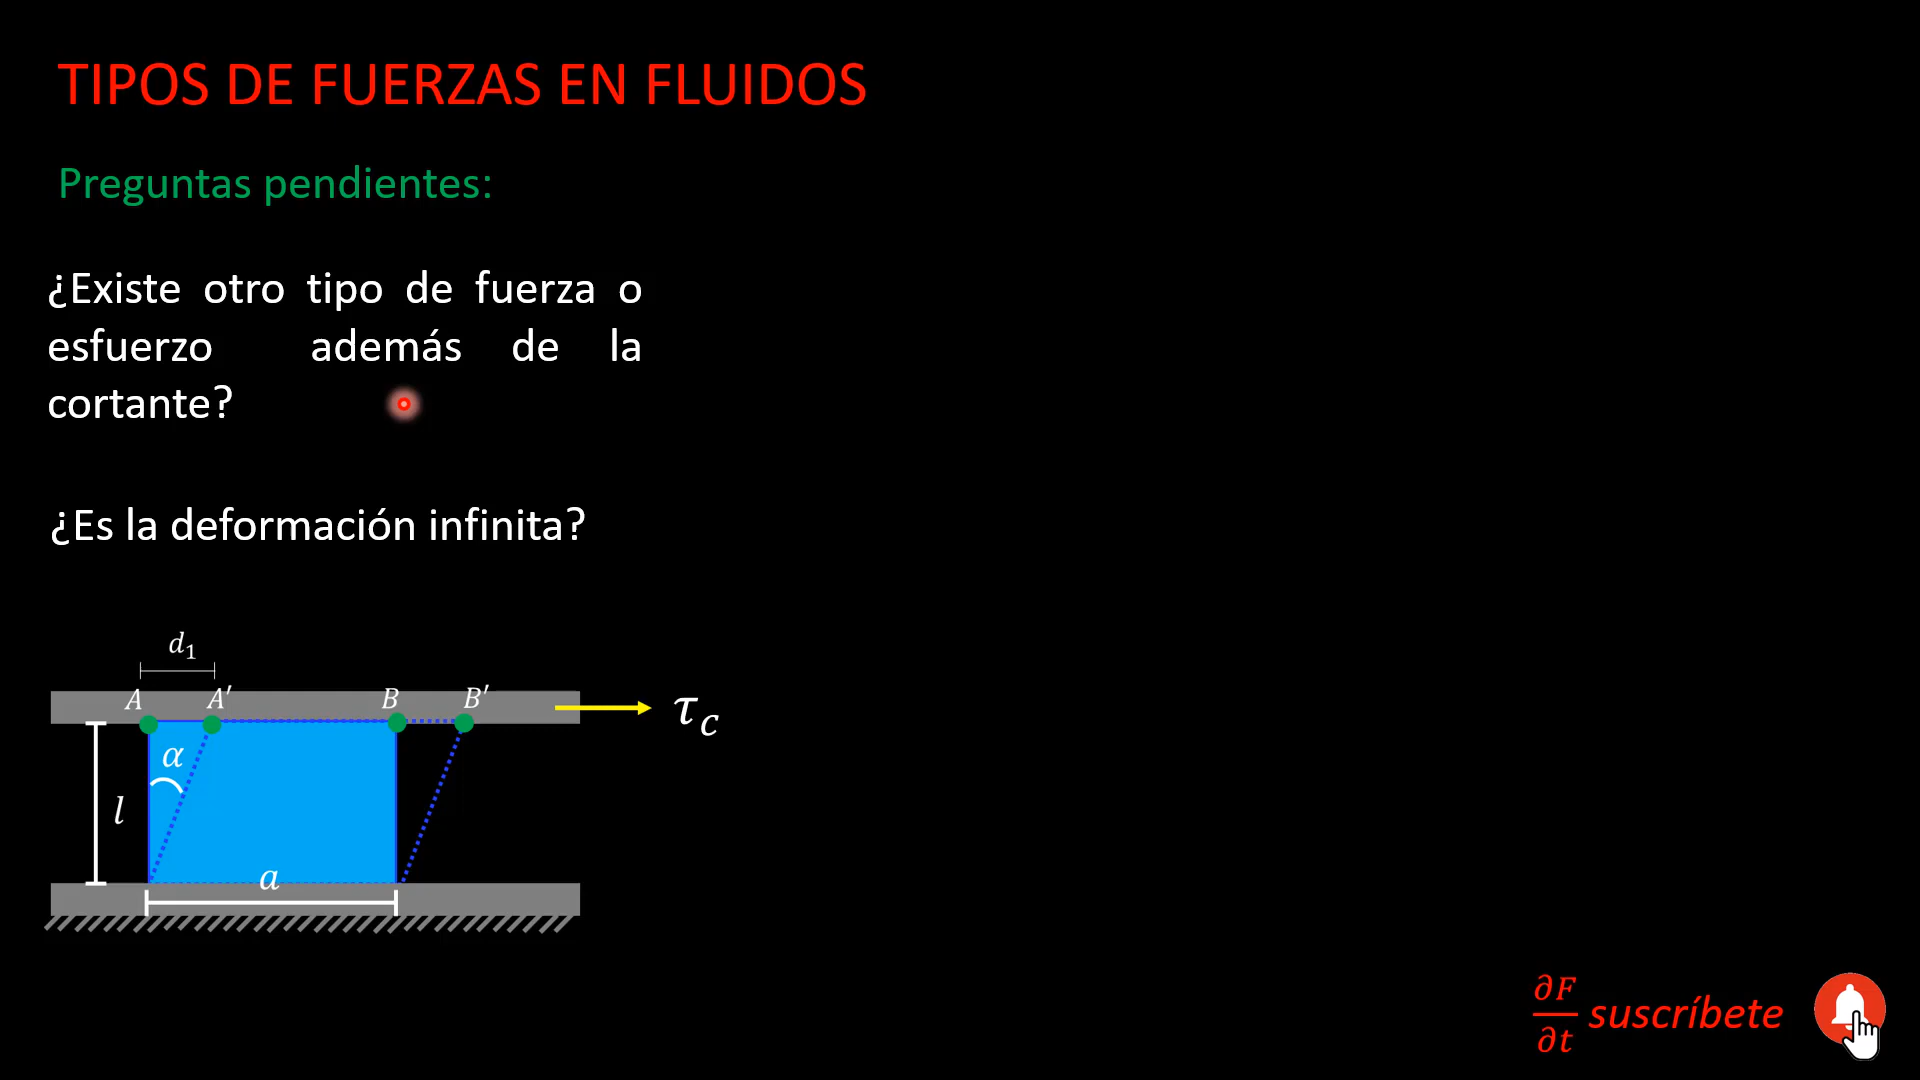 TIPOS DE FUERZAS EN FLUIDOS
Preguntas pendientes:
¿Existe otro tipo de fuerza o
esfuerzo además de la
cortante?
¿Es la deformación infinita?
d₁
A A′ B B′
τ_c
α
l
a
∂F/∂t suscríbete